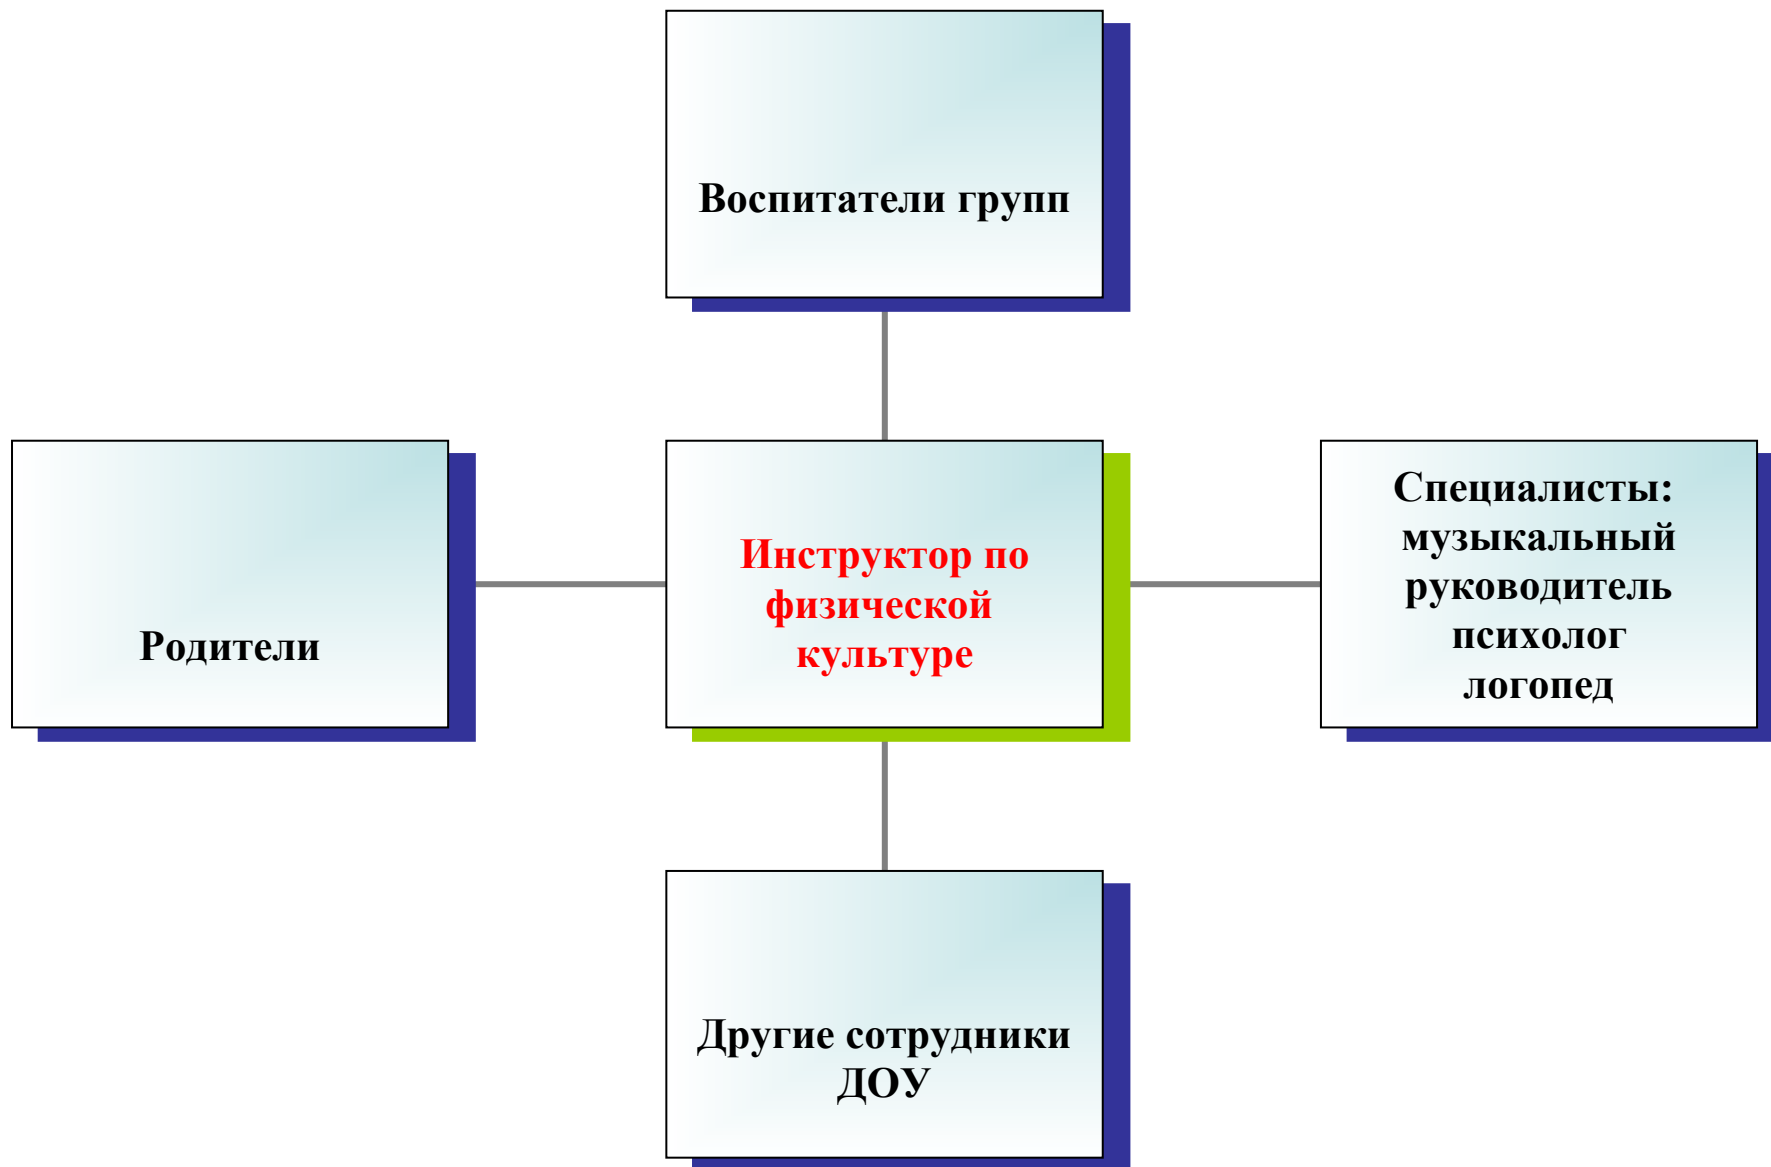 Воспитатели групп
Родители
Инструктор по
физической
культуре
Специалисты:
музыкальный
руководитель
психолог
логопед
Другие сотрудники
ДОУ